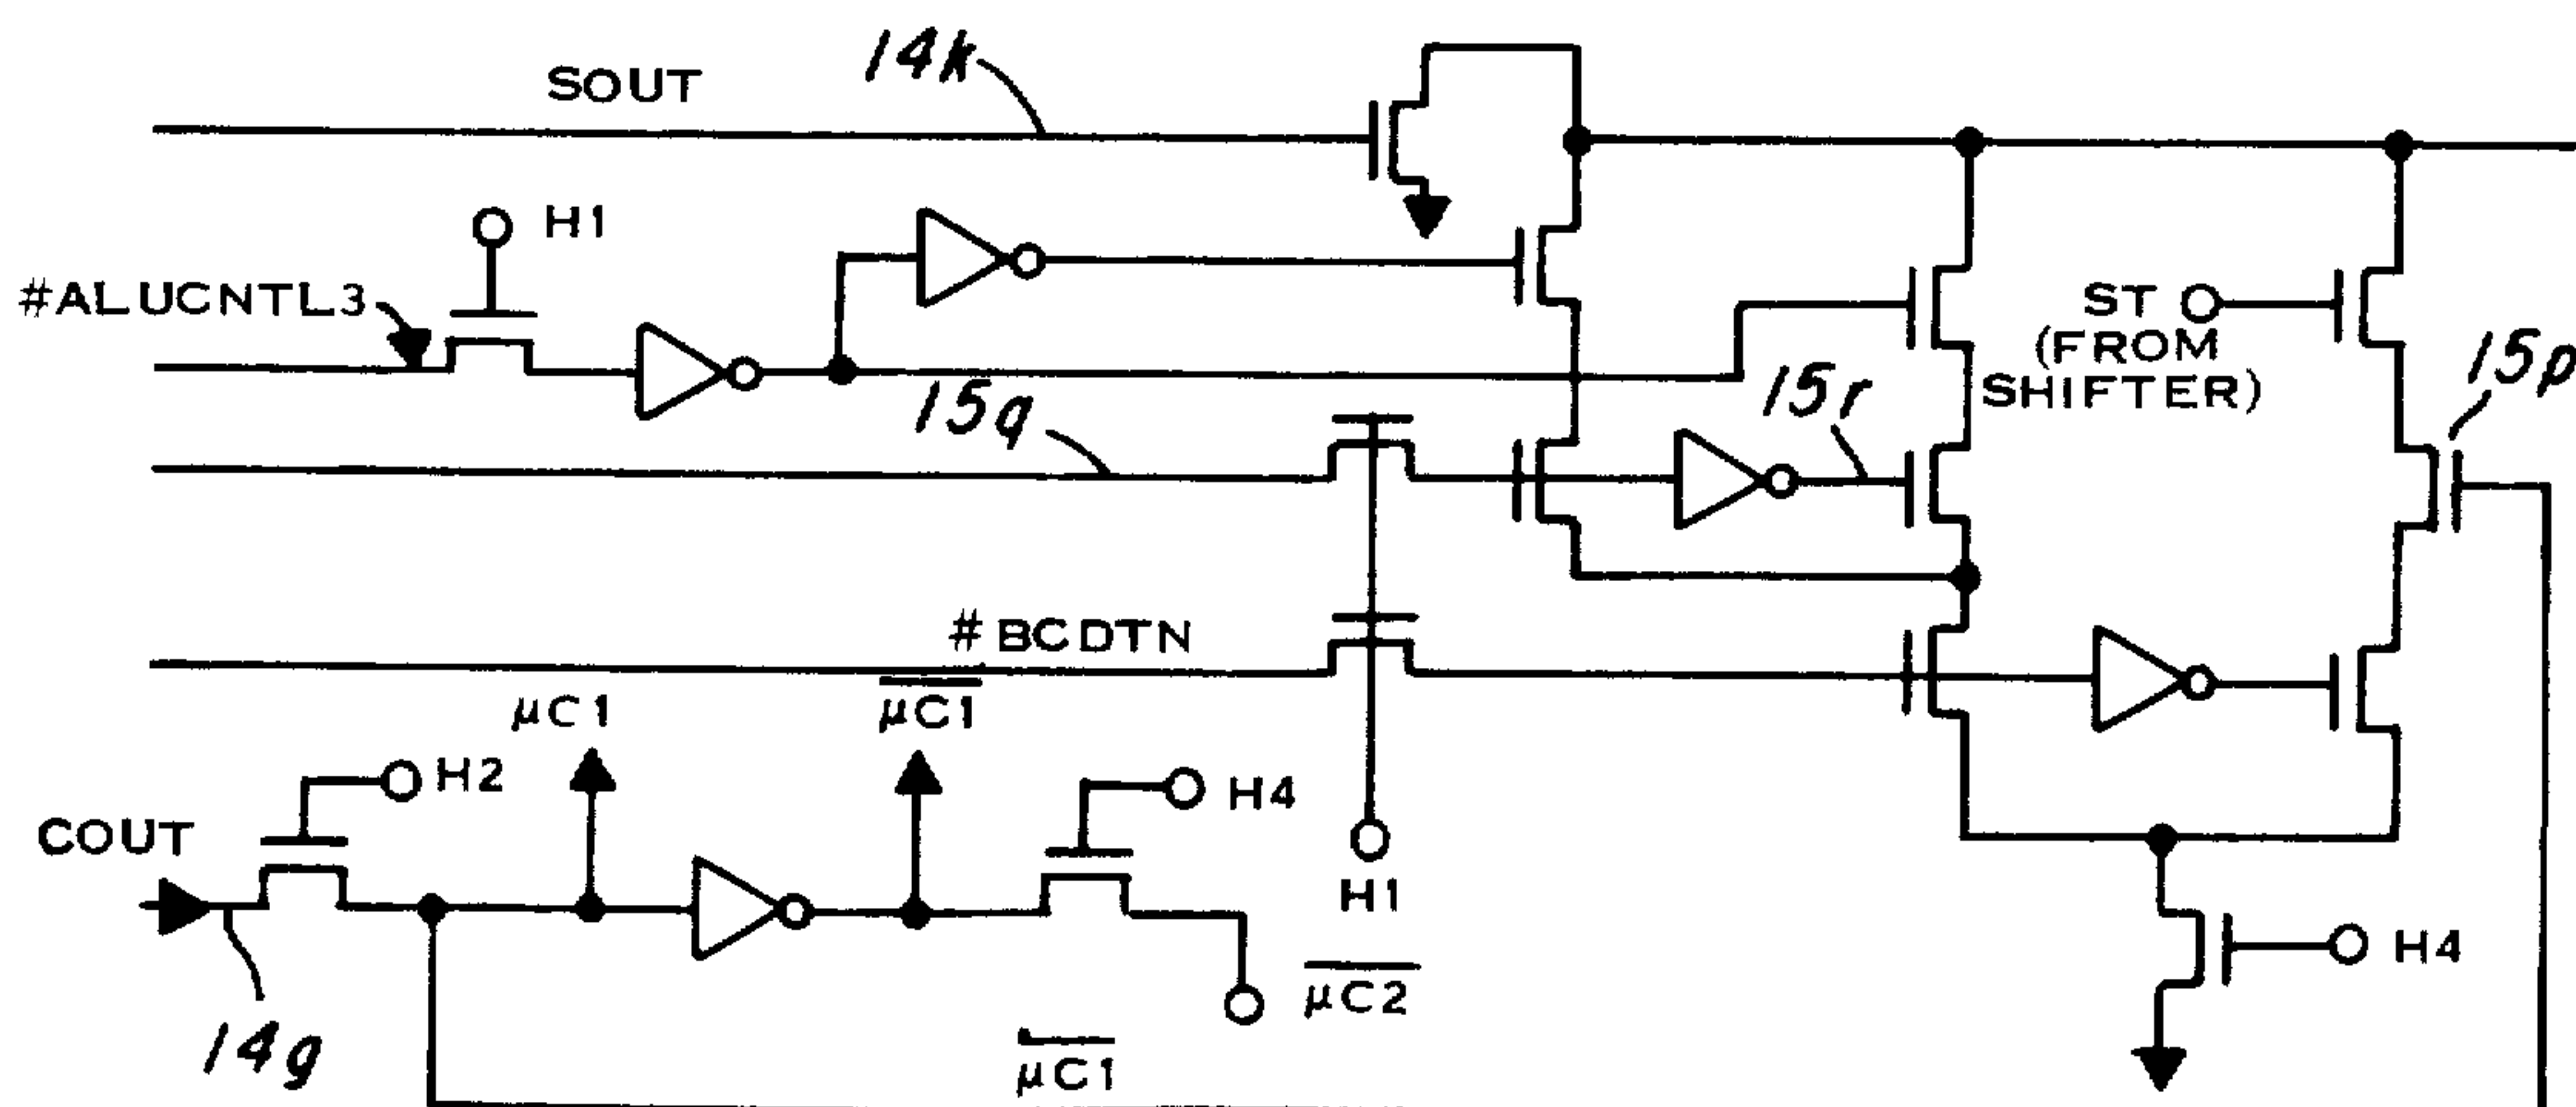 SOUT
14k
H1
#ALUCNTL3
ST
(FROM
SHIFTER)
15p
15q
15r
#BCDTN
μC1
μC1
H2
H4
COUT
H1
H4
14g
μC2
μC1